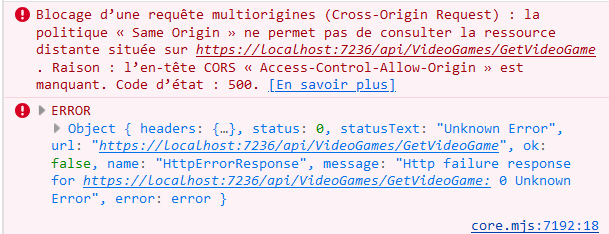 Blocage d’une requête multiorigines (Cross-Origin Request) : la
politique « Same Origin » ne permet pas de consulter la ressource
distante située sur https://localhost:7236/api/VideoGames/GetVideoGame
. Raison : l’en-tête CORS « Access-Control-Allow-Origin » est
manquant. Code d’état : 500. [En savoir plus]
ERROR
Object { headers: {…}, status: 0, statusText: "Unknown Error",
url: "https://localhost:7236/api/VideoGames/GetVideoGame", ok:
false, name: "HttpErrorResponse", message: "Http failure response
for https://localhost:7236/api/VideoGames/GetVideoGame: 0 Unknown
Error", error: error }
core.mjs:7192:18